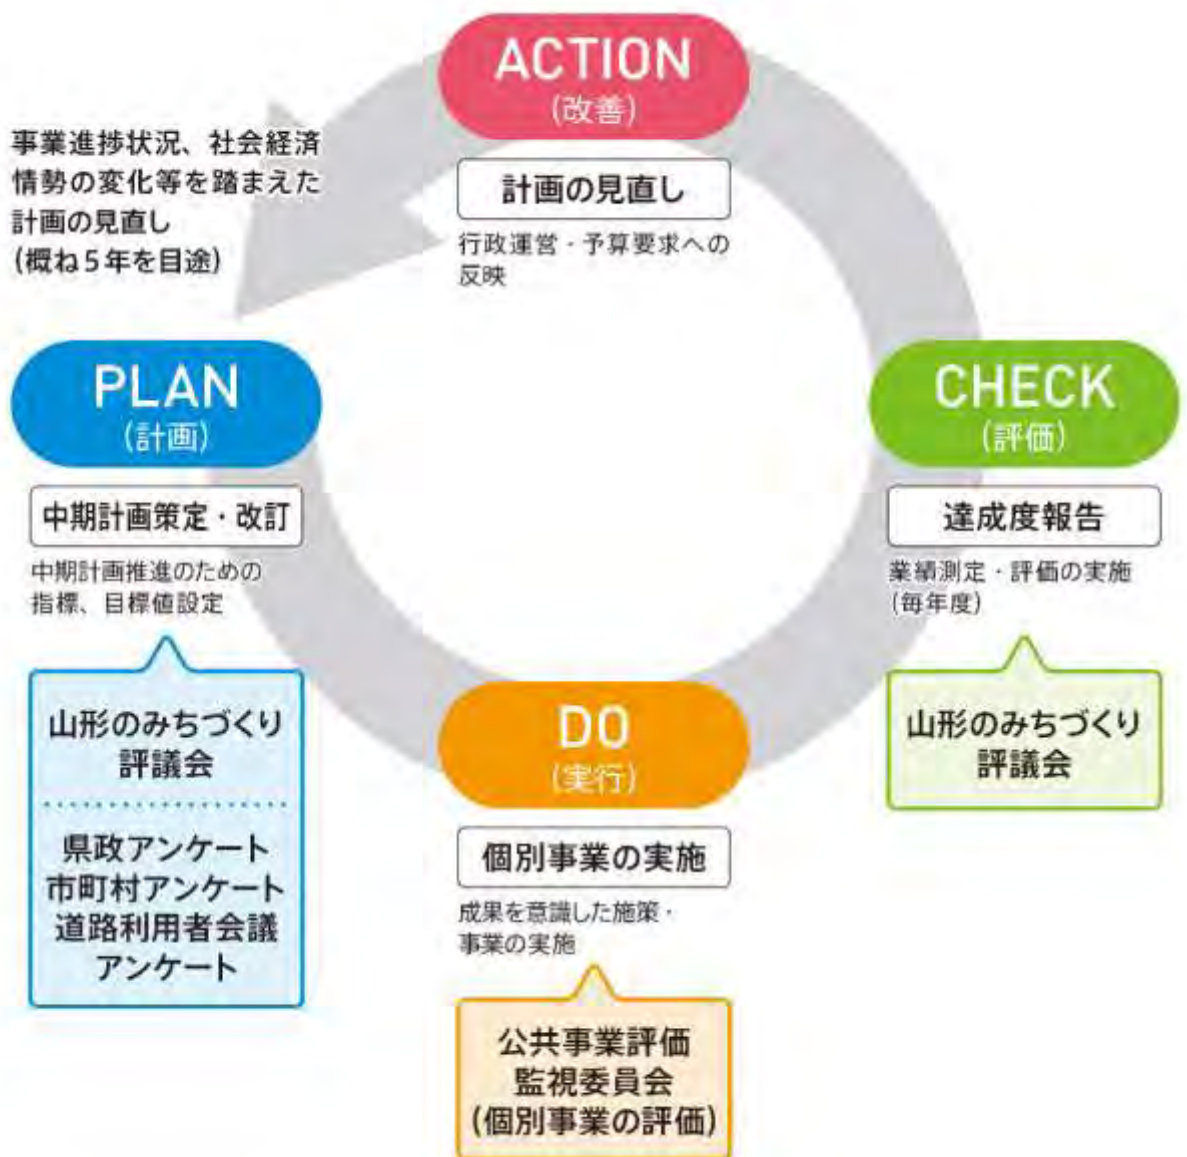 ACTION
(改善)
計画の見直し
行政運営・予算要求への
反映
事業進捗状況、社会経済
情勢の変化等を踏まえた
計画の見直し
(概ね5年を目途)
PLAN
(計画)
中期計画策定・改訂
中期計画推進のための
指標、目標値設定
山形のみちづくり
評議会
県政アンケート
市町村アンケート
道路利用者会議
アンケート
CHECK
(評価)
達成度報告
業績測定・評価の実施
(毎年度)
山形のみちづくり
評議会
DO
(実行)
個別事業の実施
成果を意識した施策・
事業の実施
公共事業評価
監視委員会
(個別事業の評価)